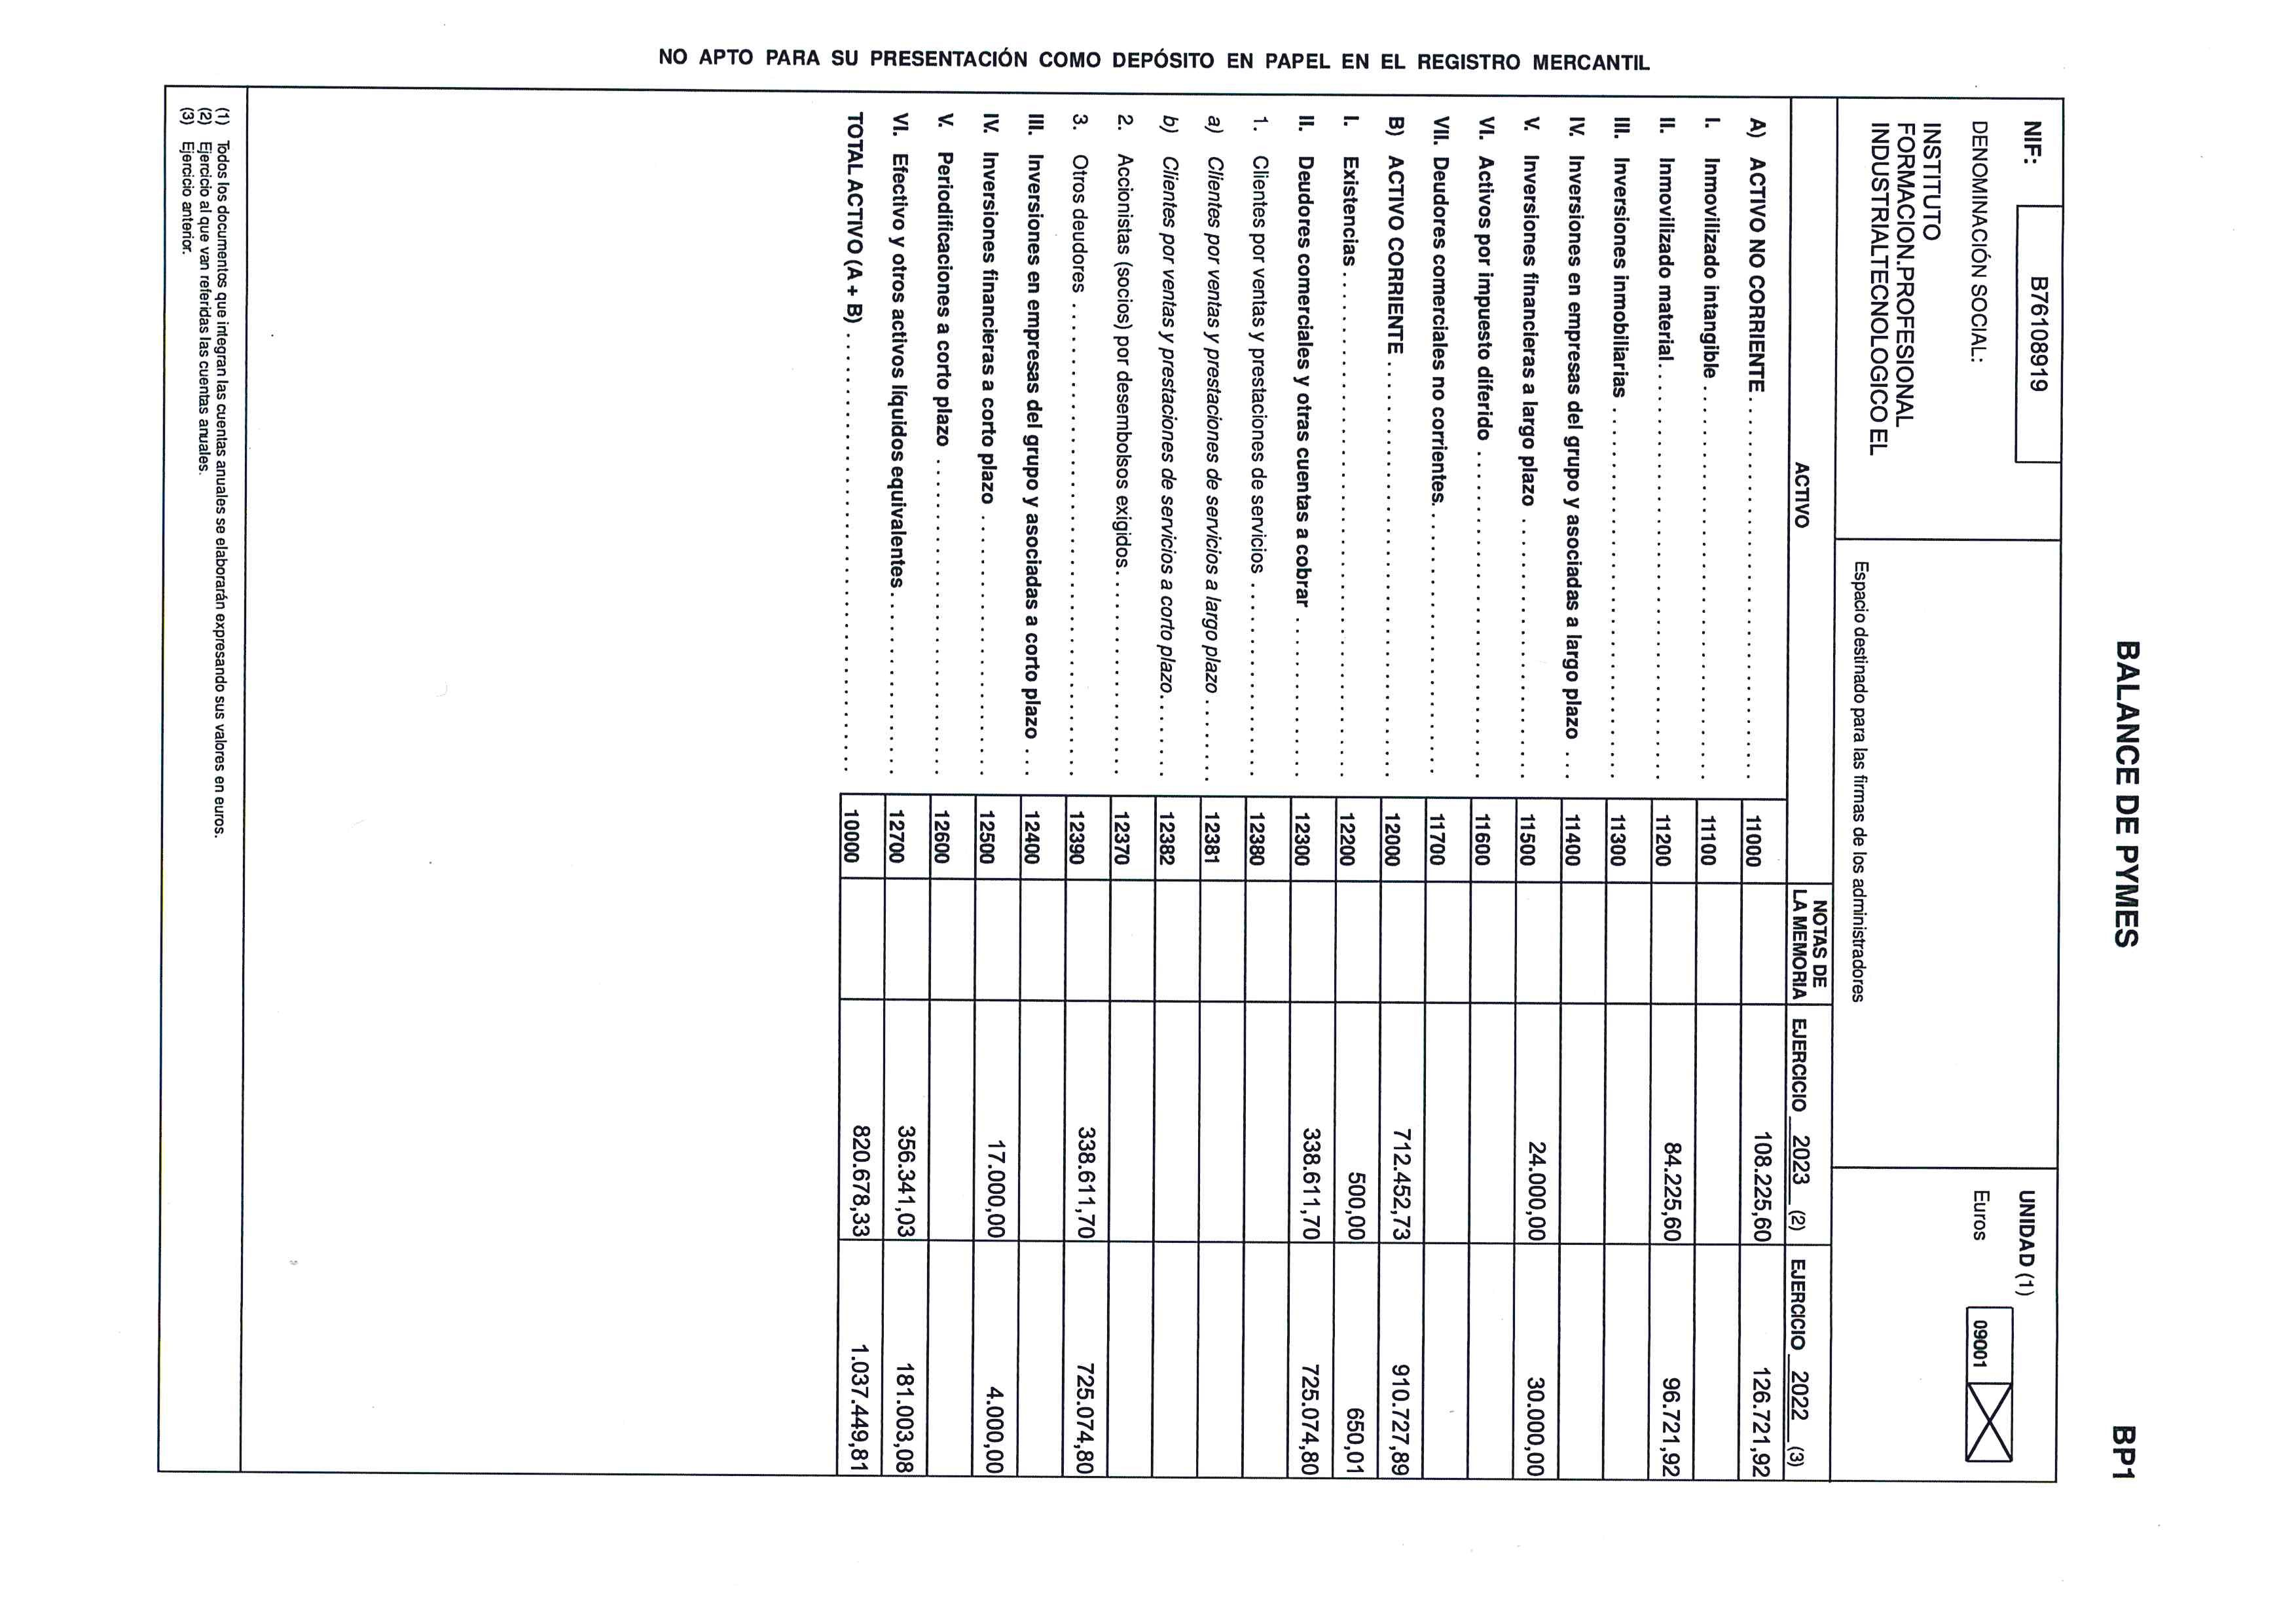 BALANCE DE PYMES
BP1
NIF: B76108919
UNIDAD (1)
DENOMINACIÓN SOCIAL:
Euros 09001
INSTITUTO
FORMACION.PROFESIONAL
INDUSTRIALTECNOLOGICO EL
Espacio destinado para las firmas de los administradores
ACTIVO NOTAS DE LA MEMORIA EJERCICIO 2023 (2) EJERCICIO 2022 (3)
A) ACTIVO NO CORRIENTE 11000 108.225,60 126.721,92
I. Inmovilizado intangible 11100
II. Inmovilizado material 11200 84.225,60 96.721,92
III. Inversiones inmobiliarias 11300
IV. Inversiones en empresas del grupo y asociadas a largo plazo 11400
V. Inversiones financieras a largo plazo 11500 24.000,00 30.000,00
VI. Activos por impuesto diferido 11600
VII. Deudores comerciales no corrientes 11700
B) ACTIVO CORRIENTE 12000 712.452,73 910.727,89
I. Existencias 12200 500,00 650,01
II. Deudores comerciales y otras cuentas a cobrar 12300 338.611,70 725.074,80
1. Clientes por ventas y prestaciones de servicios 12380
a) Clientes por ventas y prestaciones de servicios a largo plazo 12381
b) Clientes por ventas y prestaciones de servicios a corto plazo 12382
2. Accionistas (socios) por desembolsos exigidos 12370
3. Otros deudores 12390 338.611,70 725.074,80
III. Inversiones en empresas del grupo y asociadas a corto plazo 12400
IV. Inversiones financieras a corto plazo 12500 17.000,00 4.000,00
V. Periodificaciones a corto plazo 12600
VI. Efectivo y otros activos líquidos equivalentes 12700 356.341,03 181.003,08
TOTAL ACTIVO (A + B) 10000 820.678,33 1.037.449,81
(1) Todos los documentos que integran las cuentas anuales se elaborarán expresando sus valores en euros.
(2) Ejercicio al que van referidas las cuentas anuales.
(3) Ejercicio anterior.
NO APTO PARA SU PRESENTACIÓN COMO DEPÓSITO EN PAPEL EN EL REGISTRO MERCANTIL